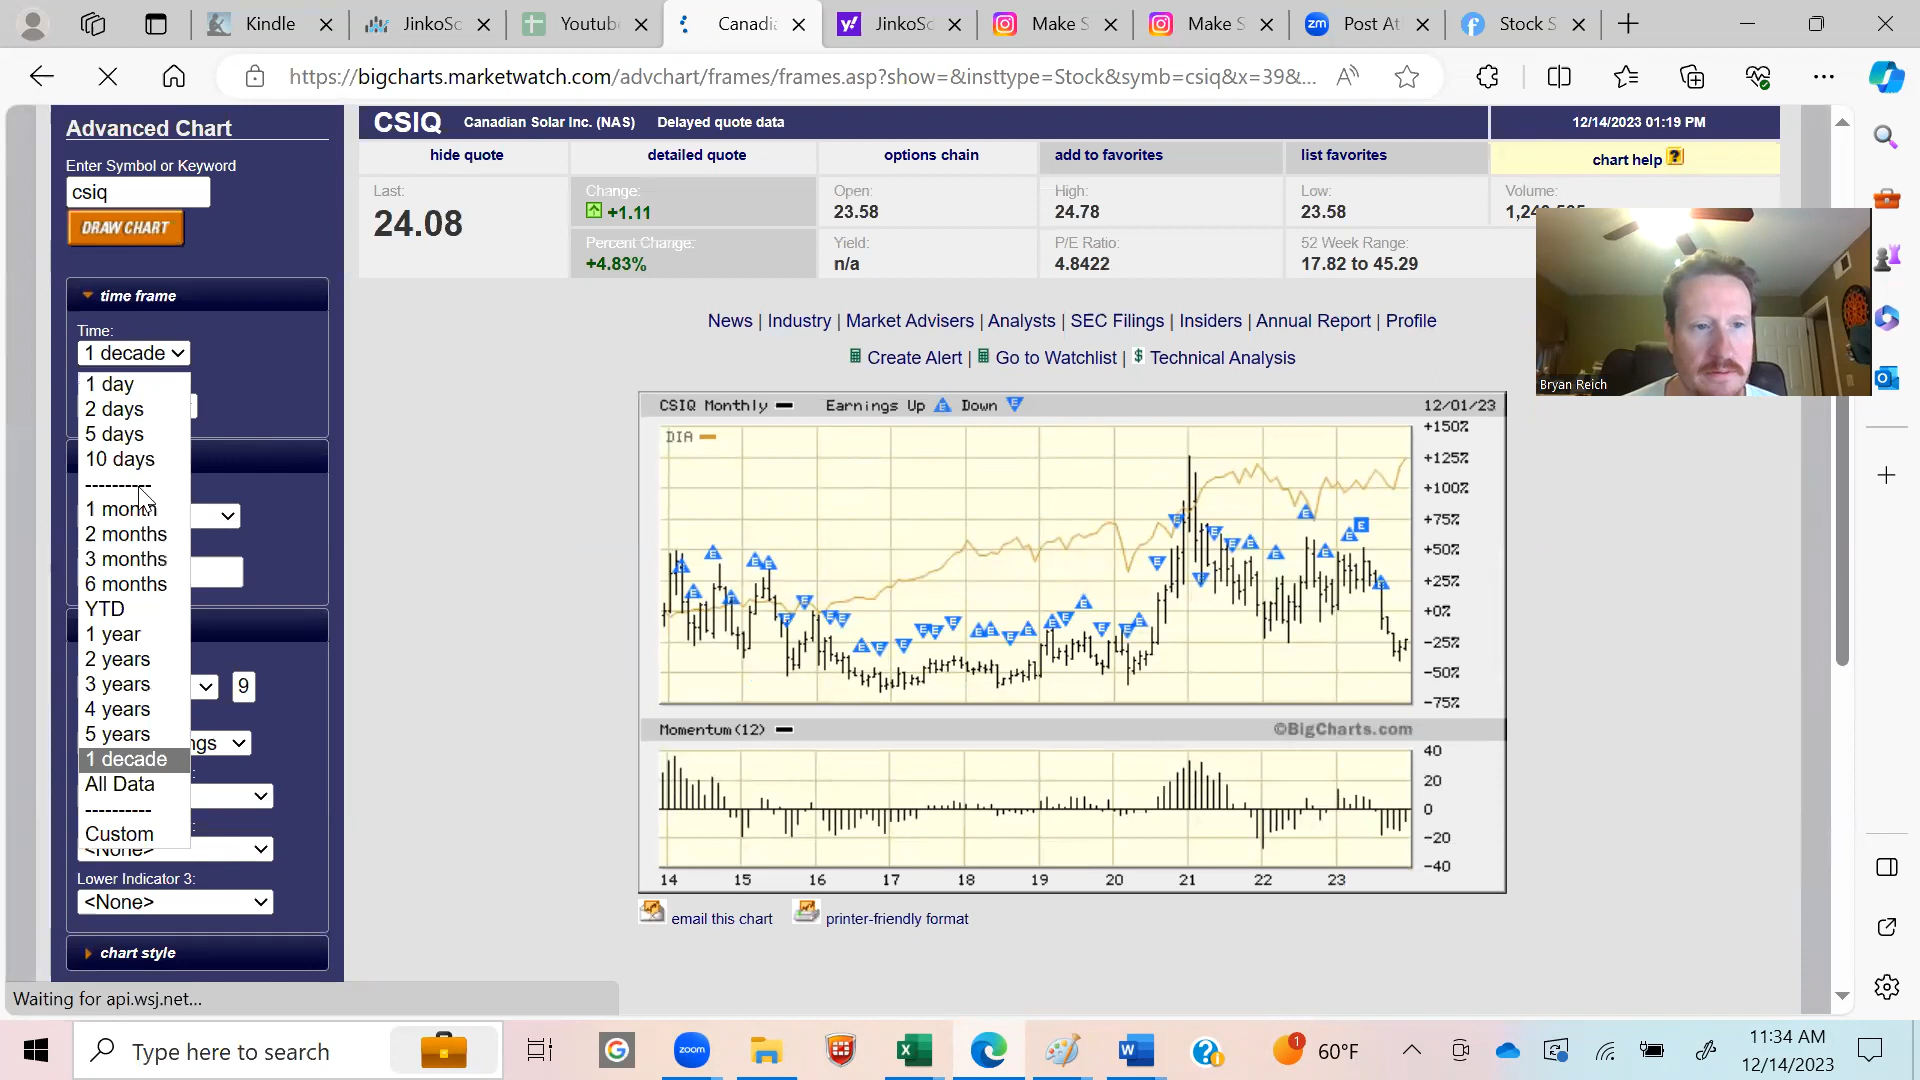 Kindle
JinkoSo
Youtube
Canadia
JinkoSo
Make S
Make S
Post At
Stock S
https://bigcharts.marketwatch.com/advchart/frames/frames.asp?show=&insttype=Stock&symb=csiq&x=39&...
Advanced Chart
Enter Symbol or Keyword
csiq
DRAW CHART
time frame
Time:
1 decade
1 day
2 days
5 days
10 days
----------
1 month
2 months
3 months
6 months
YTD
1 year
2 years
3 years
4 years
5 years
1 decade
All Data
----------
Custom
9
ngs
<None>
Lower Indicator 3:
<None>
chart style
Waiting for api.wsj.net...
CSIQ Canadian Solar Inc. (NAS) Delayed quote data 12/14/2023 01:19 PM
hide quote detailed quote options chain add to favorites list favorites chart help ?
Last: 24.08
Change: +1.11
Open: 23.58
High: 24.78
Low: 23.58
Volume:
Percent Change: +4.83%
Yield: n/a
P/E Ratio: 4.8422
52 Week Range: 17.82 to 45.29
Bryan Reich
News | Industry | Market Advisers | Analysts | SEC Filings | Insiders | Annual Report | Profile
Create Alert | Go to Watchlist | $ Technical Analysis
CSIQ Monthly Earnings Up E Down E 12/01/23
DIA
+150%
+125%
+100%
+75%
+50%
+25%
+0%
-25%
-50%
-75%
Momentum(12) ©BigCharts.com
40
20
0
-20
-40
14 15 16 17 18 19 20 21 22 23
email this chart printer-friendly format
Type here to search
zoom
1
60°F
11:34 AM
12/14/2023